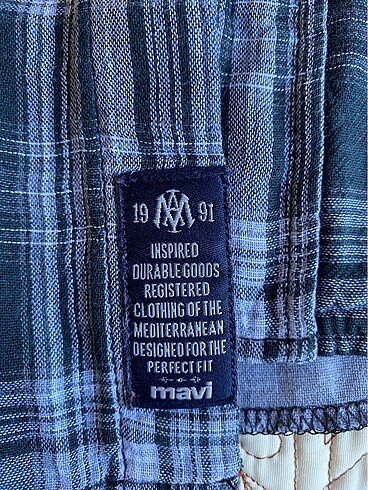 19 91
INSPIRED
DURABLE GOODS
REGISTERED
CLOTHING OF THE
MEDITERRANEAN
DESIGNED FOR THE
PERFECT FIT
mavi